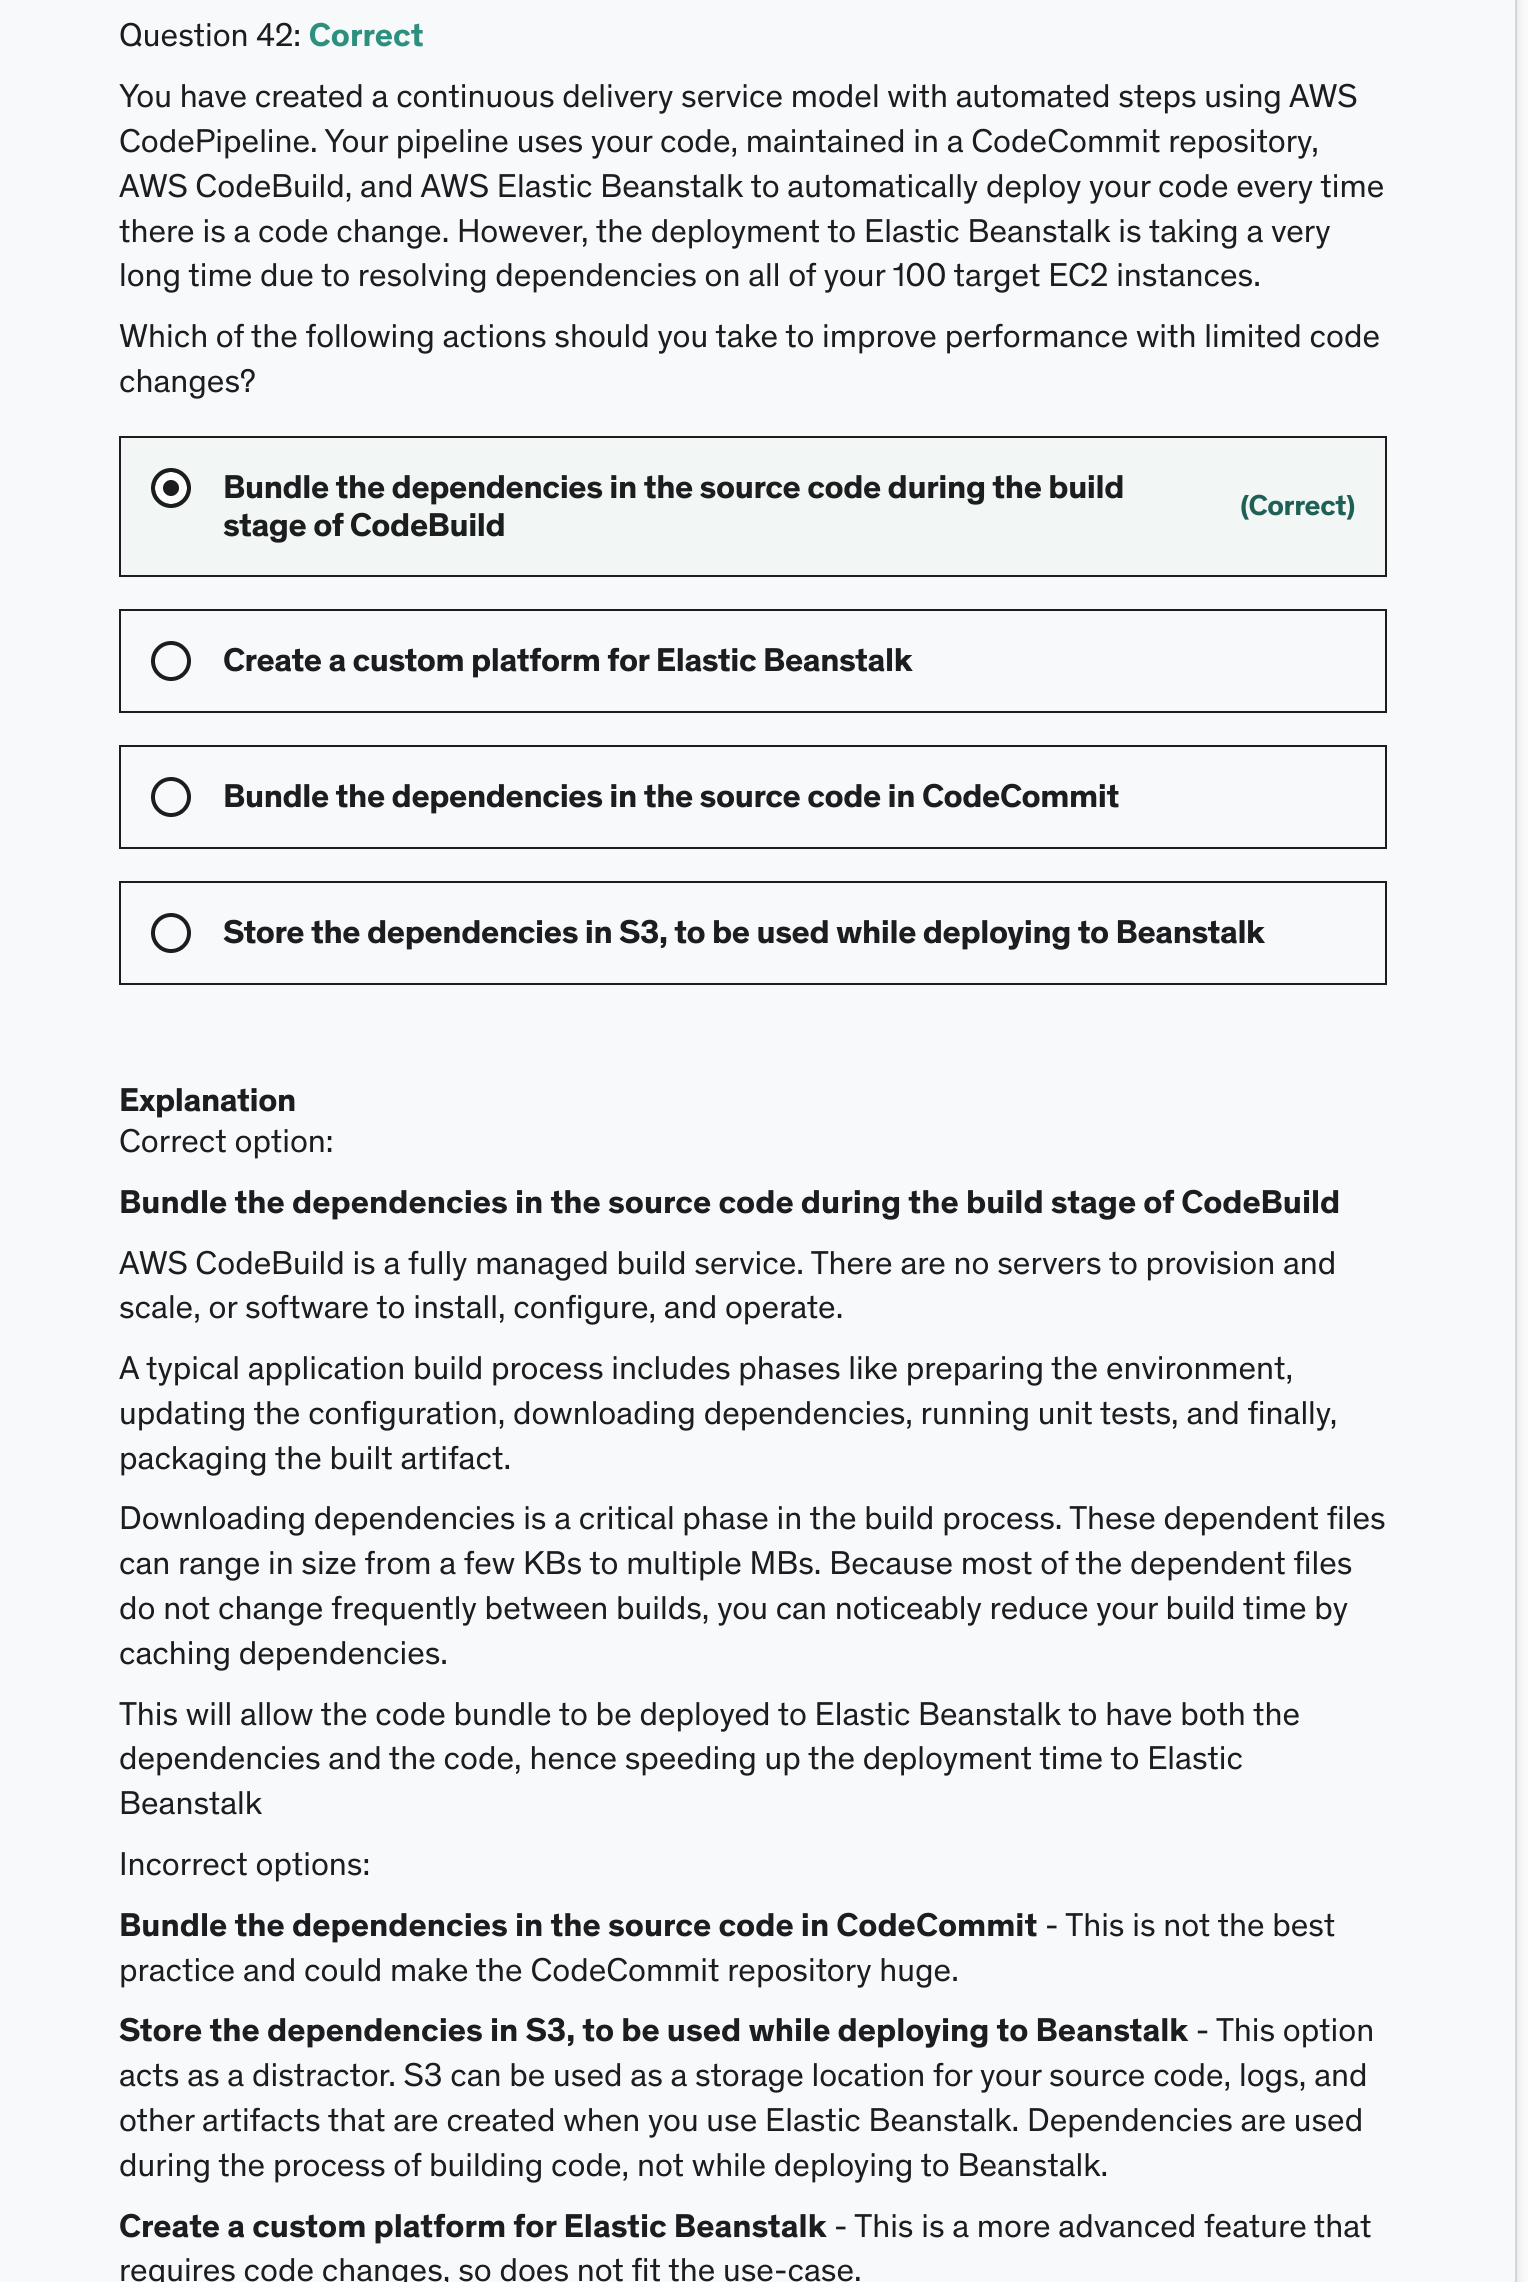 Question 42: Correct
You have created a continuous delivery service model with automated steps using AWS
CodePipeline. Your pipeline uses your code, maintained in a CodeCommit repository,
AWS CodeBuild, and AWS Elastic Beanstalk to automatically deploy your code every time
there is a code change. However, the deployment to Elastic Beanstalk is taking a very
long time due to resolving dependencies on all of your 100 target EC2 instances.
Which of the following actions should you take to improve performance with limited code
changes?
Bundle the dependencies in the source code during the build
stage of CodeBuild
(Correct)
Create a custom platform for Elastic Beanstalk
Bundle the dependencies in the source code in CodeCommit
Store the dependencies in S3, to be used while deploying to Beanstalk
Explanation
Correct option:
Bundle the dependencies in the source code during the build stage of CodeBuild
AWS CodeBuild is a fully managed build service. There are no servers to provision and
scale, or software to install, configure, and operate.
A typical application build process includes phases like preparing the environment,
updating the configuration, downloading dependencies, running unit tests, and finally,
packaging the built artifact.
Downloading dependencies is a critical phase in the build process. These dependent files
can range in size from a few KBs to multiple MBs. Because most of the dependent files
do not change frequently between builds, you can noticeably reduce your build time by
caching dependencies.
This will allow the code bundle to be deployed to Elastic Beanstalk to have both the
dependencies and the code, hence speeding up the deployment time to Elastic
Beanstalk
Incorrect options:
Bundle the dependencies in the source code in CodeCommit - This is not the best
practice and could make the CodeCommit repository huge.
Store the dependencies in S3, to be used while deploying to Beanstalk - This option
acts as a distractor. S3 can be used as a storage location for your source code, logs, and
other artifacts that are created when you use Elastic Beanstalk. Dependencies are used
during the process of building code, not while deploying to Beanstalk.
Create a custom platform for Elastic Beanstalk - This is a more advanced feature that
requires code changes, so does not fit the use-case.